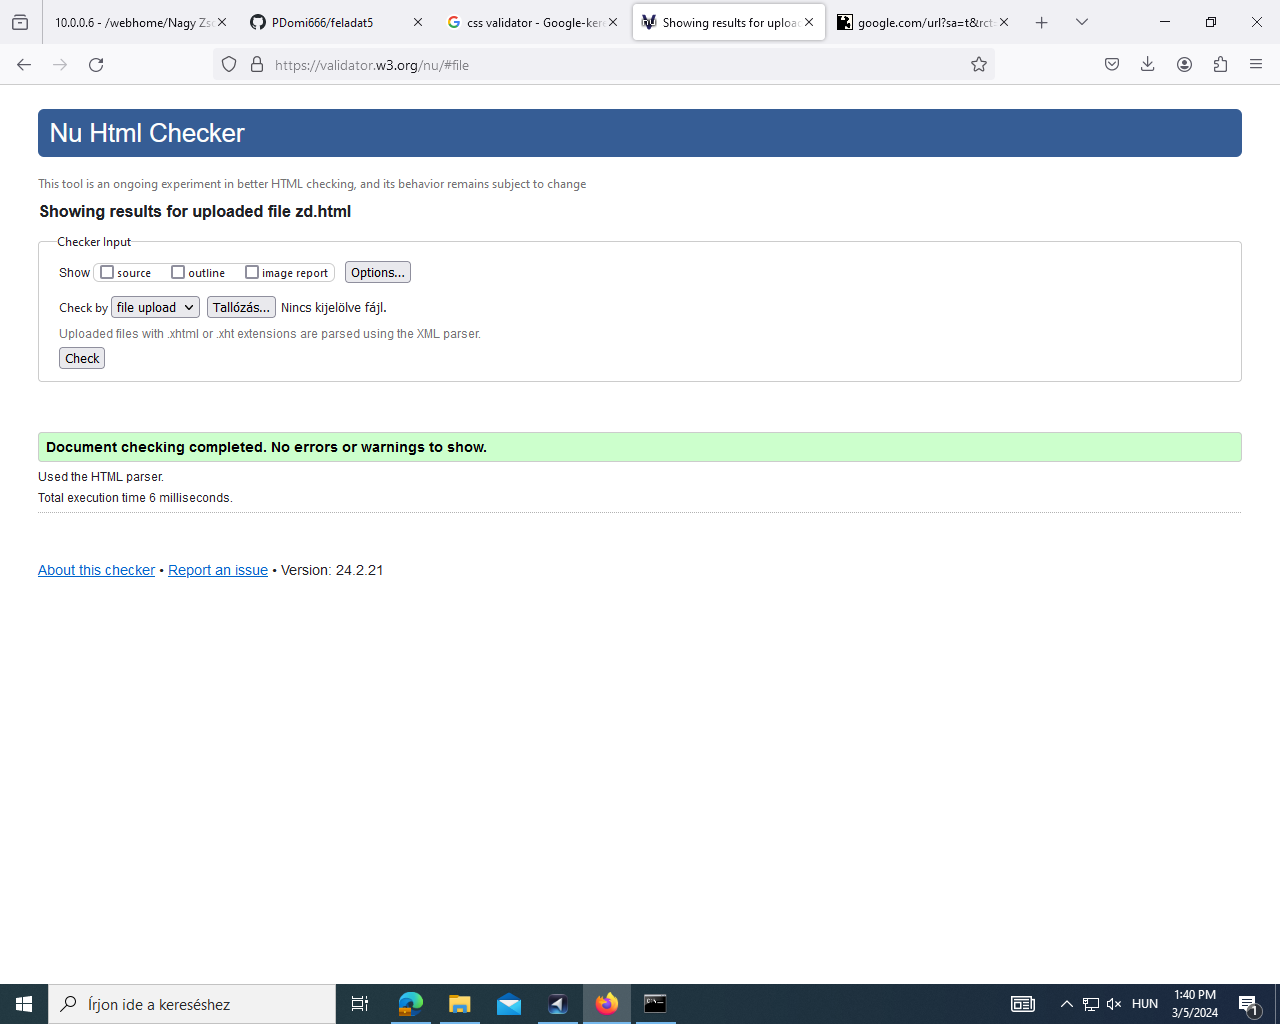 10.0.0.6 - /webhome/Nagy Zso
PDomi666/feladat5
css validator - Google-kere
Showing results for uploa
google.com/url?sa=t&rct
https://validator.w3.org/nu/#file
Nu Html Checker
This tool is an ongoing experiment in better HTML checking, and its behavior remains subject to change
Showing results for uploaded file zd.html
Checker Input
Show source outline image report Options...
Check by file upload Tallózás... Nincs kijelölve fájl.
Uploaded files with .xhtml or .xht extensions are parsed using the XML parser.
Check
Document checking completed. No errors or warnings to show.
Used the HTML parser.
Total execution time 6 milliseconds.
About this checker • Report an issue • Version: 24.2.21
Írjon ide a kereséshez
HUN
1:40 PM
3/5/2024
1